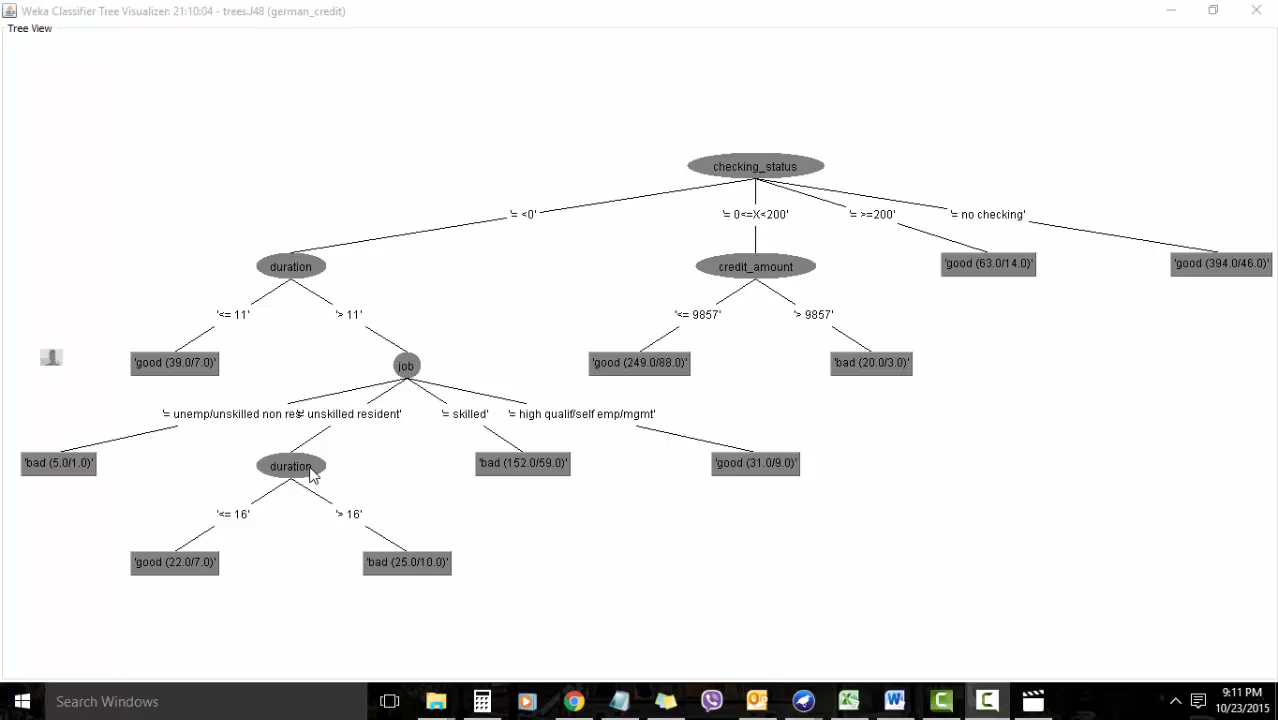 Weka Classifier Tree Visualizer: 21:10:04 - trees.J48 (german_credit)
Tree View
checking_status
'= <0' '= 0<=X<200' '= >=200' '= no checking'
duration credit_amount 'good (63.0/14.0)' 'good (394.0/46.0)'
'<= 11' '> 11' '<= 9857' '> 9857'
'good (39.0/7.0)' job 'good (249.0/88.0)' 'bad (20.0/3.0)'
'= unemp/unskilled non res' '= unskilled resident' '= skilled' '= high qualif/self emp/mgmt'
'bad (5.0/1.0)' duration 'bad (152.0/59.0)' 'good (31.0/9.0)'
'<= 16' '> 16'
'good (22.0/7.0)' 'bad (25.0/10.0)'
Search Windows
9:11 PM
10/23/2015